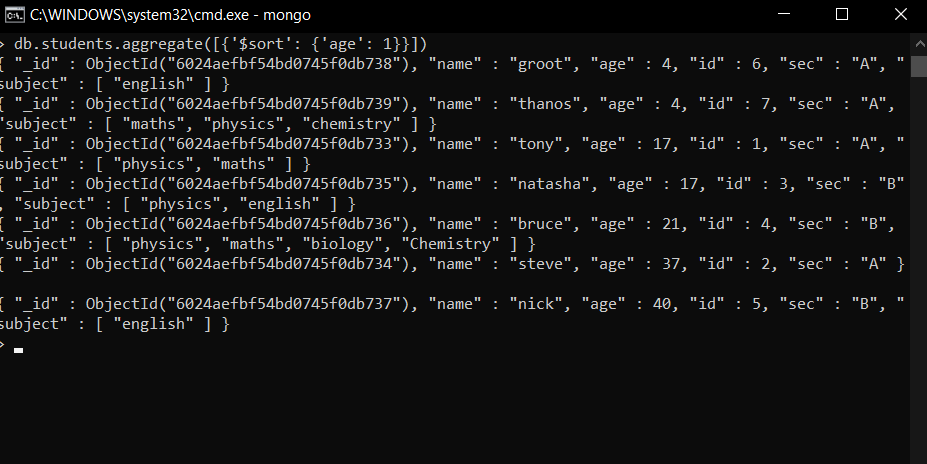 C:\WINDOWS\system32\cmd.exe - mongo
> db.students.aggregate([{'$sort': {'age': 1}}])
{ "_id" : ObjectId("6024aefbf54bd0745f0db738"), "name" : "groot", "age" : 4, "id" : 6, "sec" : "A", "
subject" : [ "english" ] }
{ "_id" : ObjectId("6024aefbf54bd0745f0db739"), "name" : "thanos", "age" : 4, "id" : 7, "sec" : "A",
"subject" : [ "maths", "physics", "chemistry" ] }
{ "_id" : ObjectId("6024aefbf54bd0745f0db733"), "name" : "tony", "age" : 17, "id" : 1, "sec" : "A", "
subject" : [ "physics", "maths" ] }
{ "_id" : ObjectId("6024aefbf54bd0745f0db735"), "name" : "natasha", "age" : 17, "id" : 3, "sec" : "B"
, "subject" : [ "physics", "english" ] }
{ "_id" : ObjectId("6024aefbf54bd0745f0db736"), "name" : "bruce", "age" : 21, "id" : 4, "sec" : "B",
"subject" : [ "physics", "maths", "biology", "Chemistry" ] }
{ "_id" : ObjectId("6024aefbf54bd0745f0db734"), "name" : "steve", "age" : 37, "id" : 2, "sec" : "A" }
{ "_id" : ObjectId("6024aefbf54bd0745f0db737"), "name" : "nick", "age" : 40, "id" : 5, "sec" : "B", "
subject" : [ "english" ] }
>